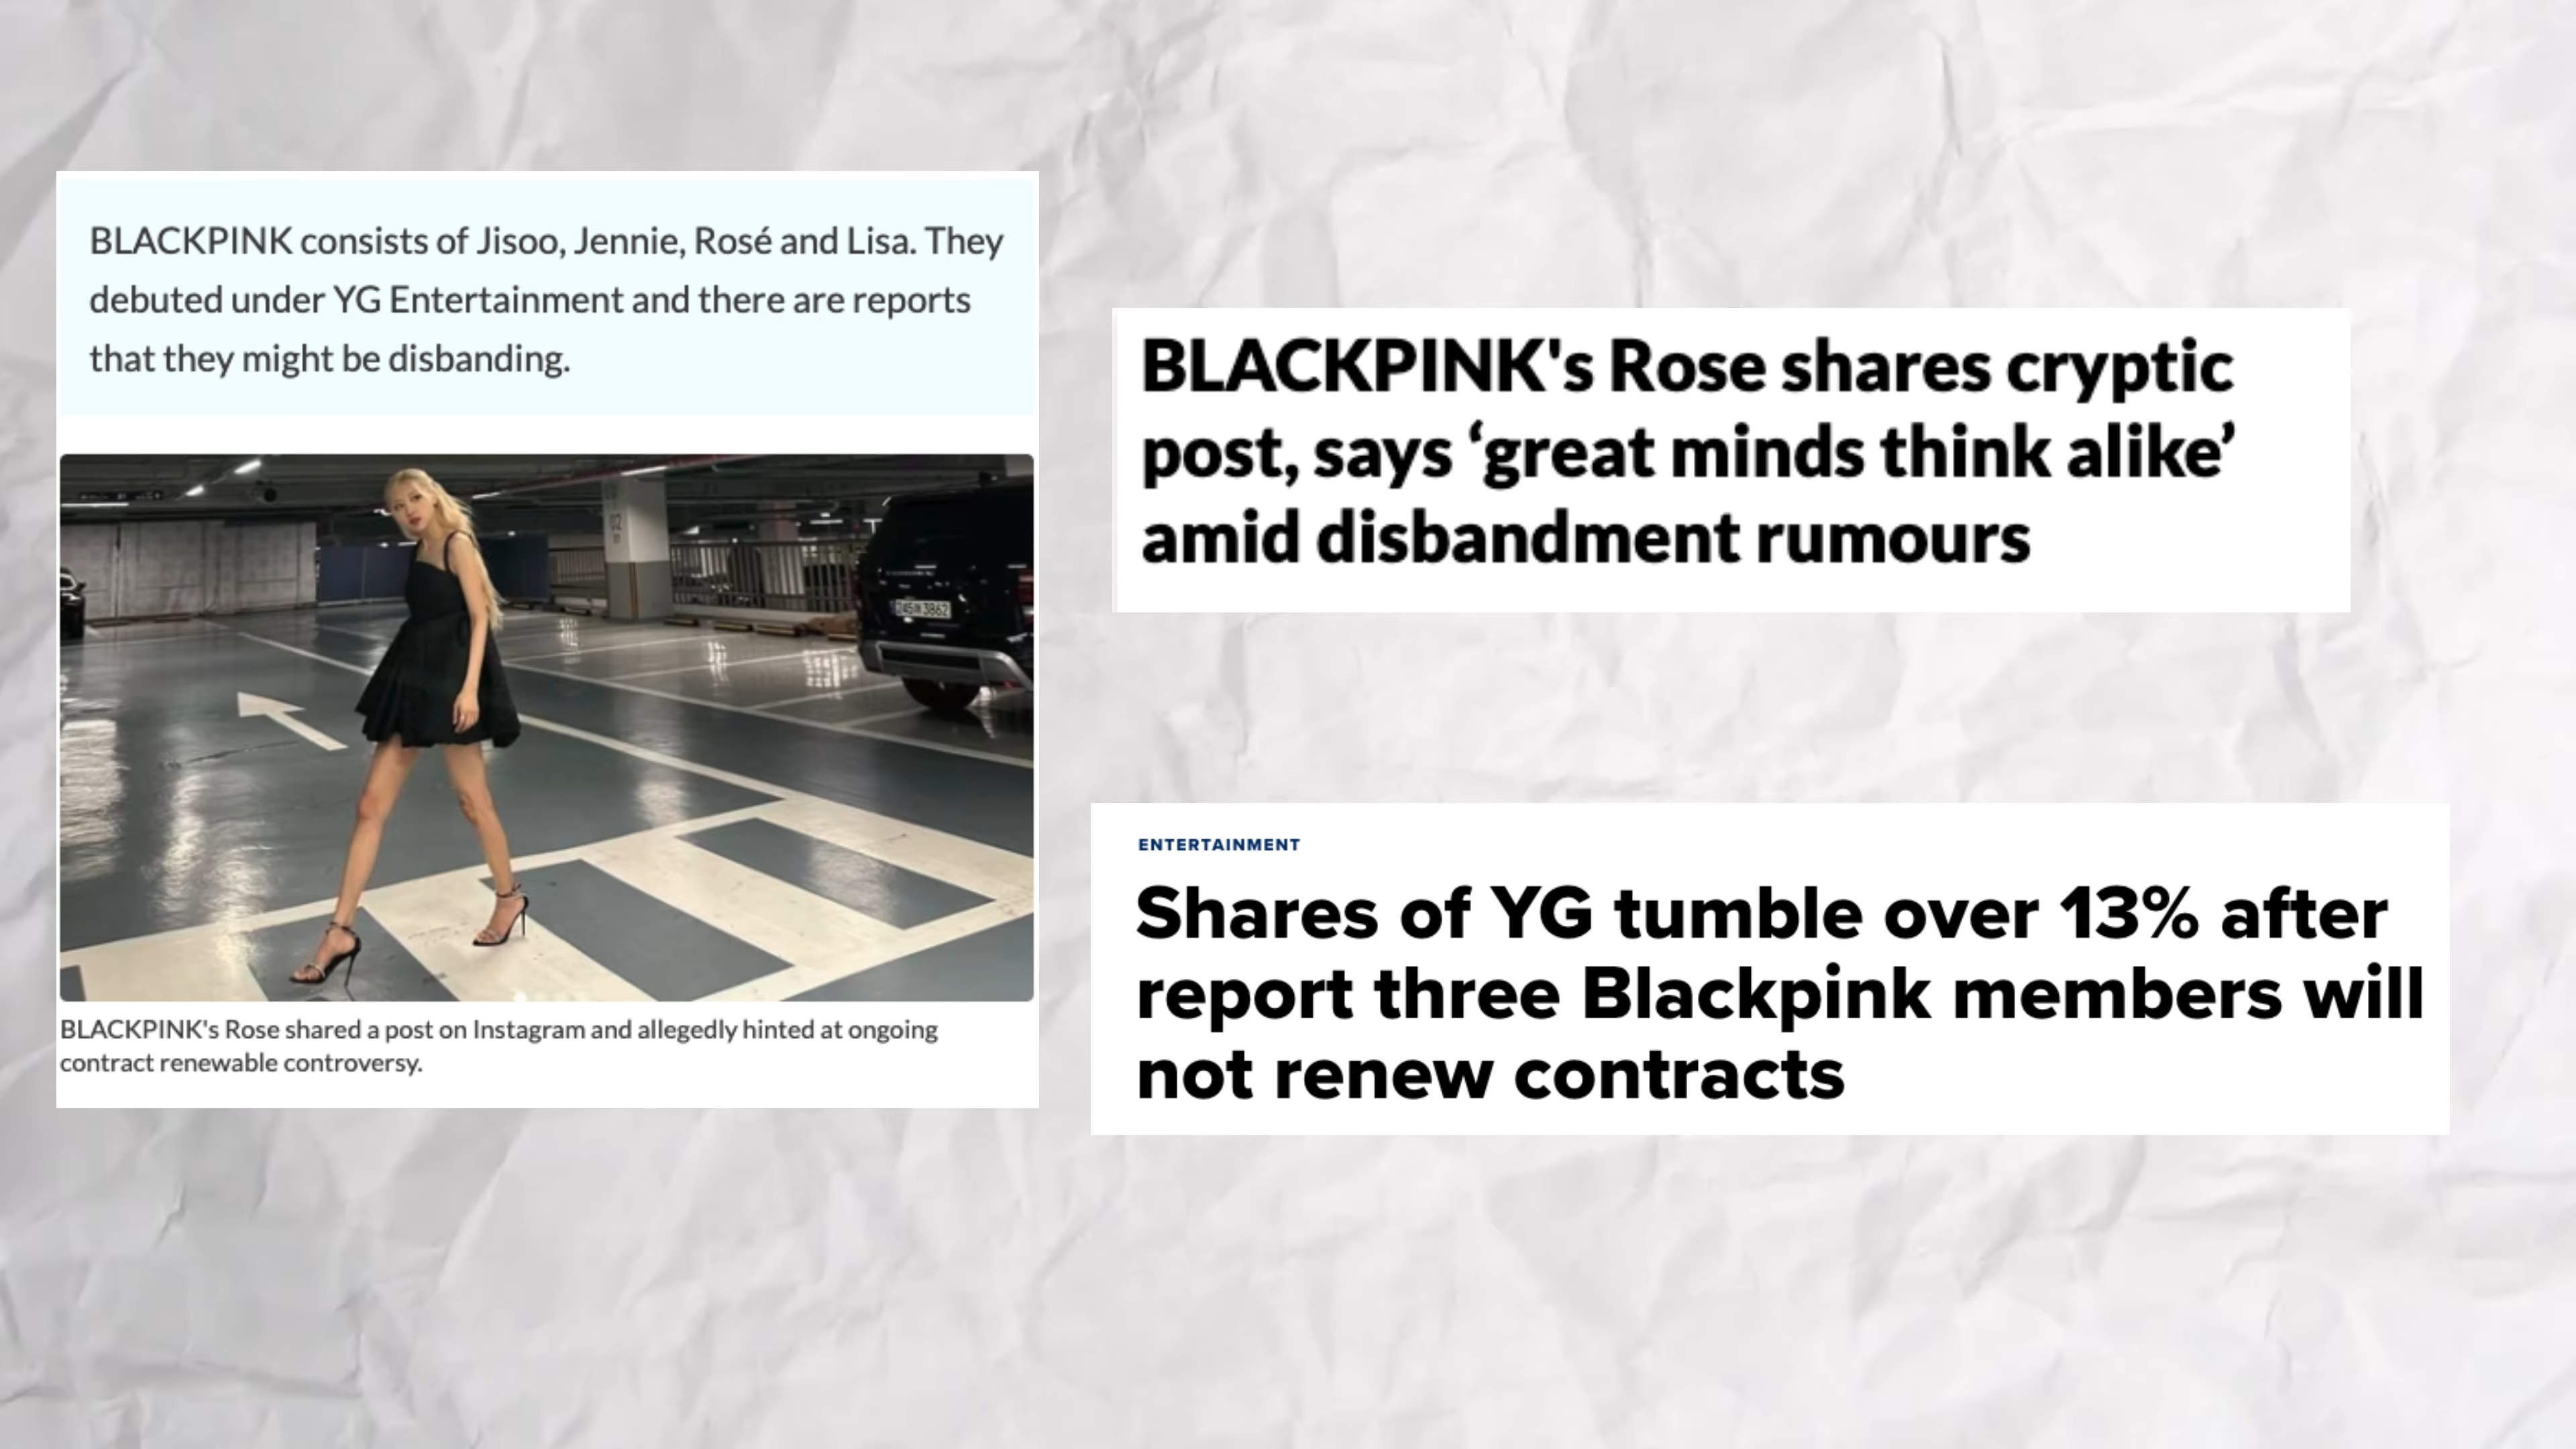 BLACKPINK consists of Jisoo, Jennie, Rosé and Lisa. They
debuted under YG Entertainment and there are reports
that they might be disbanding.
BLACKPINK's Rose shared a post on Instagram and allegedly hinted at ongoing
contract renewable controversy.
BLACKPINK's Rose shares cryptic
post, says ‘great minds think alike’
amid disbandment rumours
ENTERTAINMENT
Shares of YG tumble over 13% after
report three Blackpink members will
not renew contracts